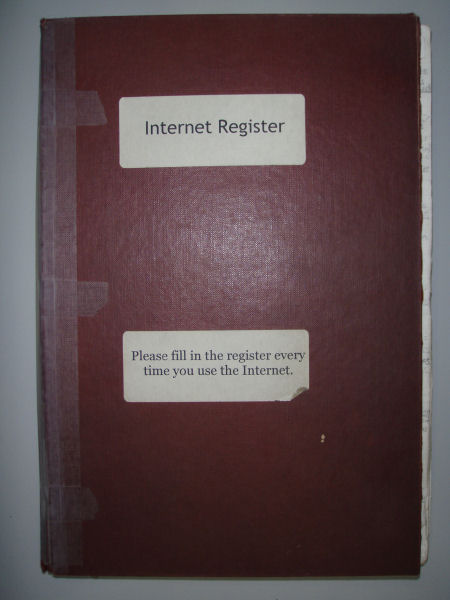 Internet Register
Please fill in the register every
time you use the Internet.